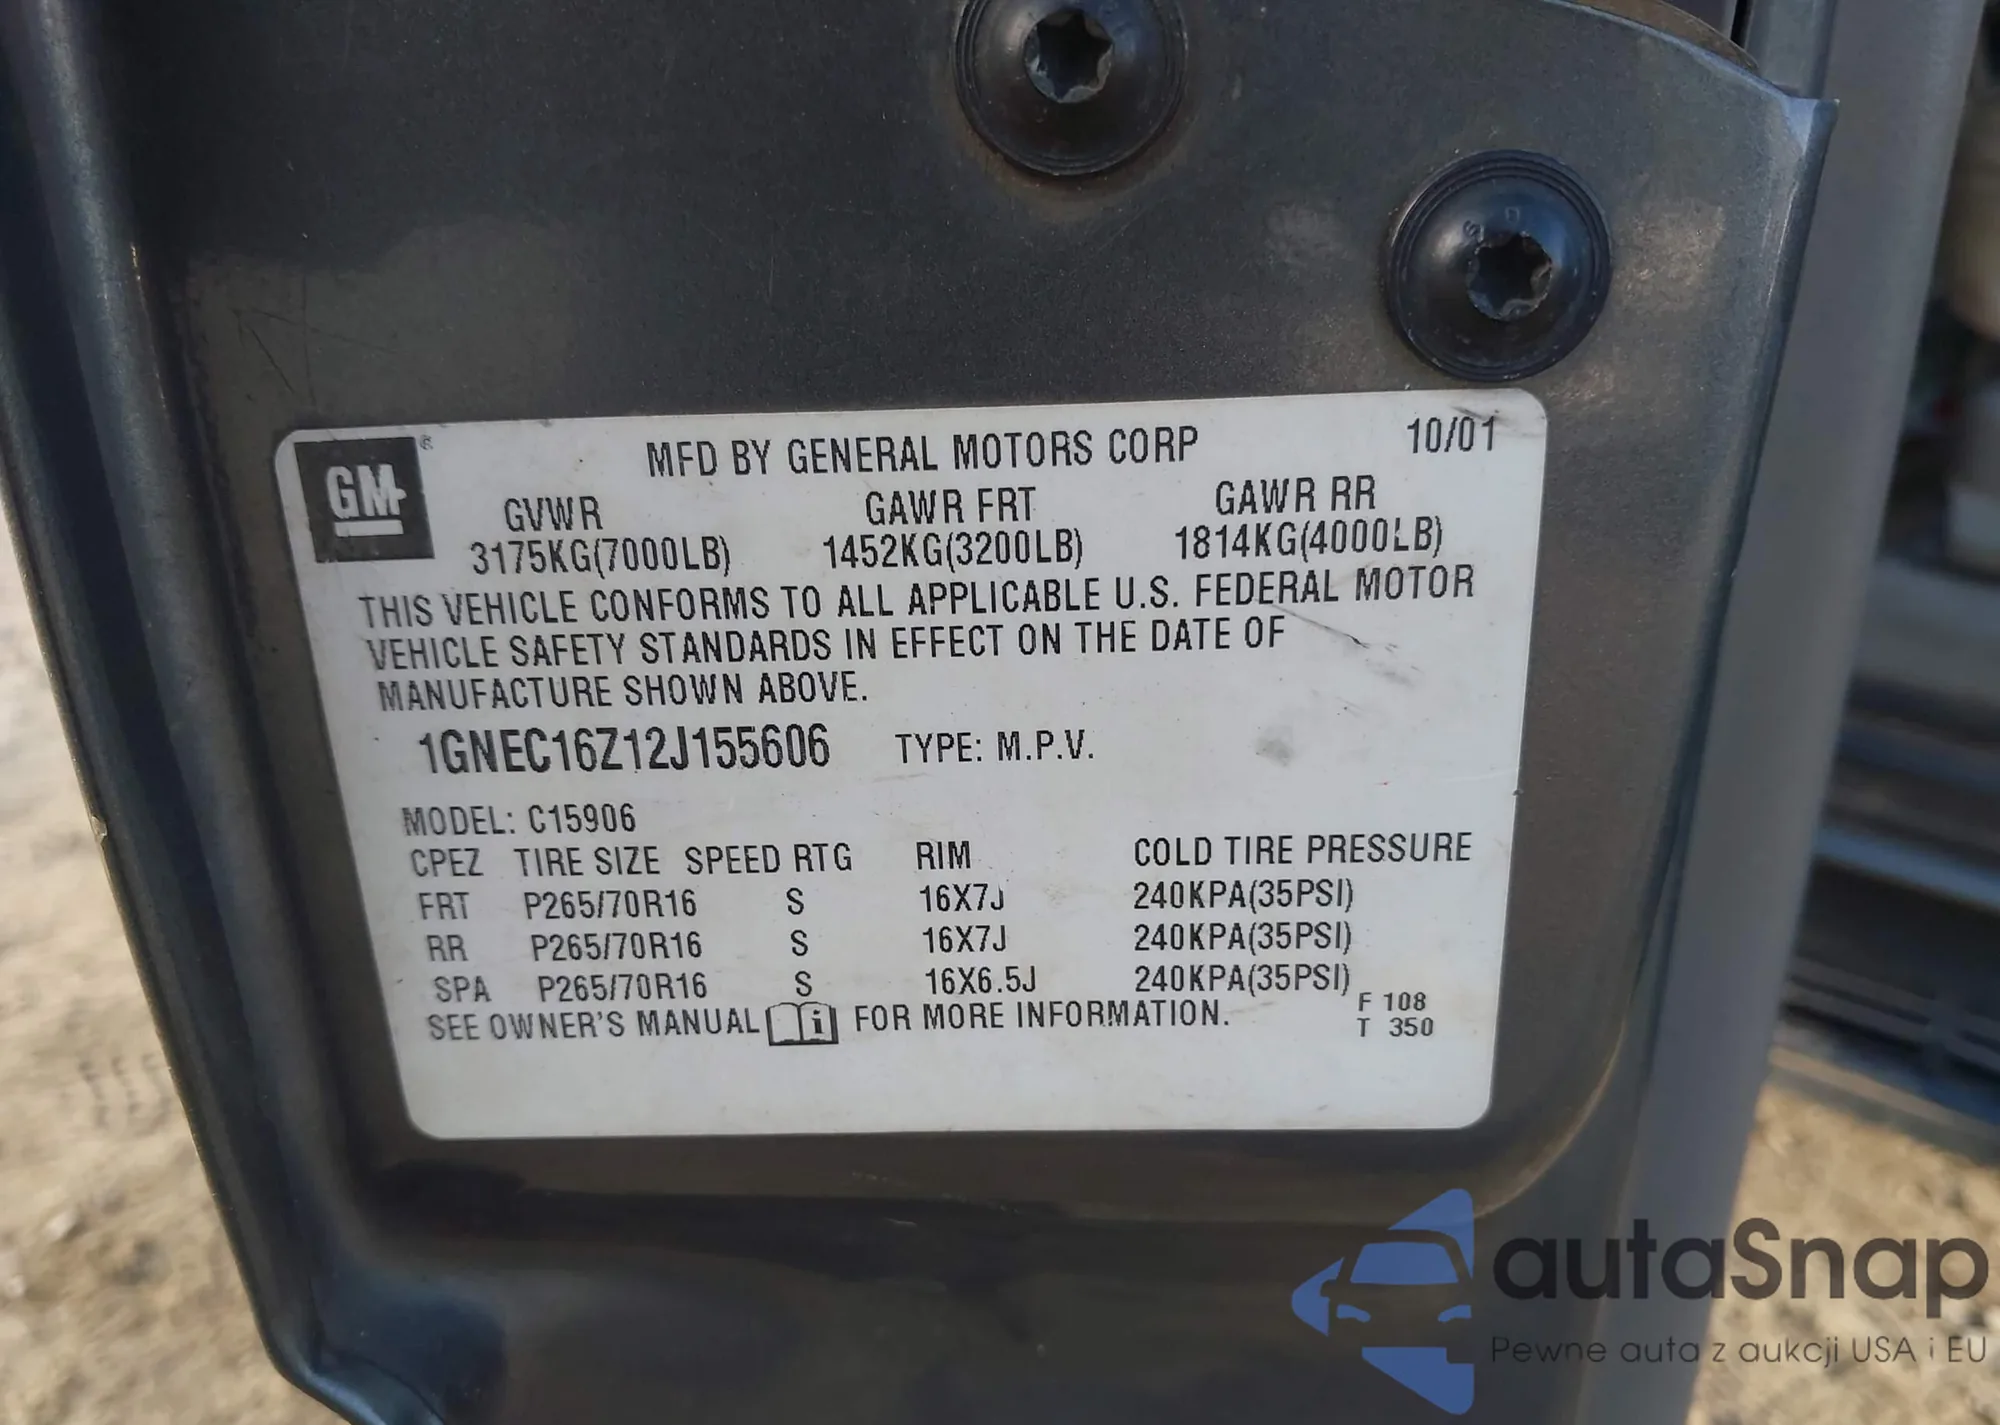 GM®
MFD BY GENERAL MOTORS CORP 10/01
GVWR GAWR FRT GAWR RR
3175KG(7000LB) 1452KG(3200LB) 1814KG(4000LB)
THIS VEHICLE CONFORMS TO ALL APPLICABLE U.S. FEDERAL MOTOR
VEHICLE SAFETY STANDARDS IN EFFECT ON THE DATE OF
MANUFACTURE SHOWN ABOVE.
1GNEC16Z12J155606 TYPE: M.P.V.
MODEL: C15906
CPEZ TIRE SIZE SPEED RTG RIM COLD TIRE PRESSURE
FRT P265/70R16 S 16X7J 240KPA(35PSI)
RR P265/70R16 S 16X7J 240KPA(35PSI)
SPA P265/70R16 S 16X6.5J 240KPA(35PSI)
SEE OWNER'S MANUAL i FOR MORE INFORMATION.
F 108
T 350
autaSnap
Pewne auta z aukcji USA i EU